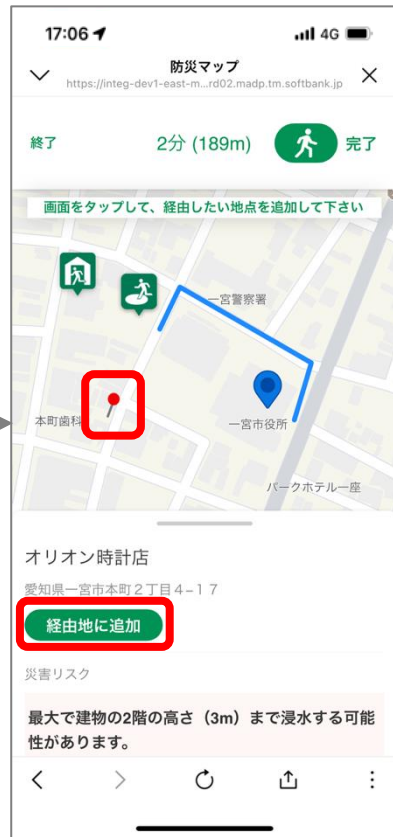 17:06
4G
防災マップ
https://integ-dev1-east-m...rd02.madp.tm.softbank.jp
終了
2分 (189m)
完了
画面をタップして、経由したい地点を追加して下さい
一宮警察署
本町歯科
一宮市役所
パークホテル一座
オリオン時計店
愛知県一宮市本町2丁目4−17
経由地に追加
災害リスク
最大で建物の2階の高さ（3m）まで浸水する可能
性があります。